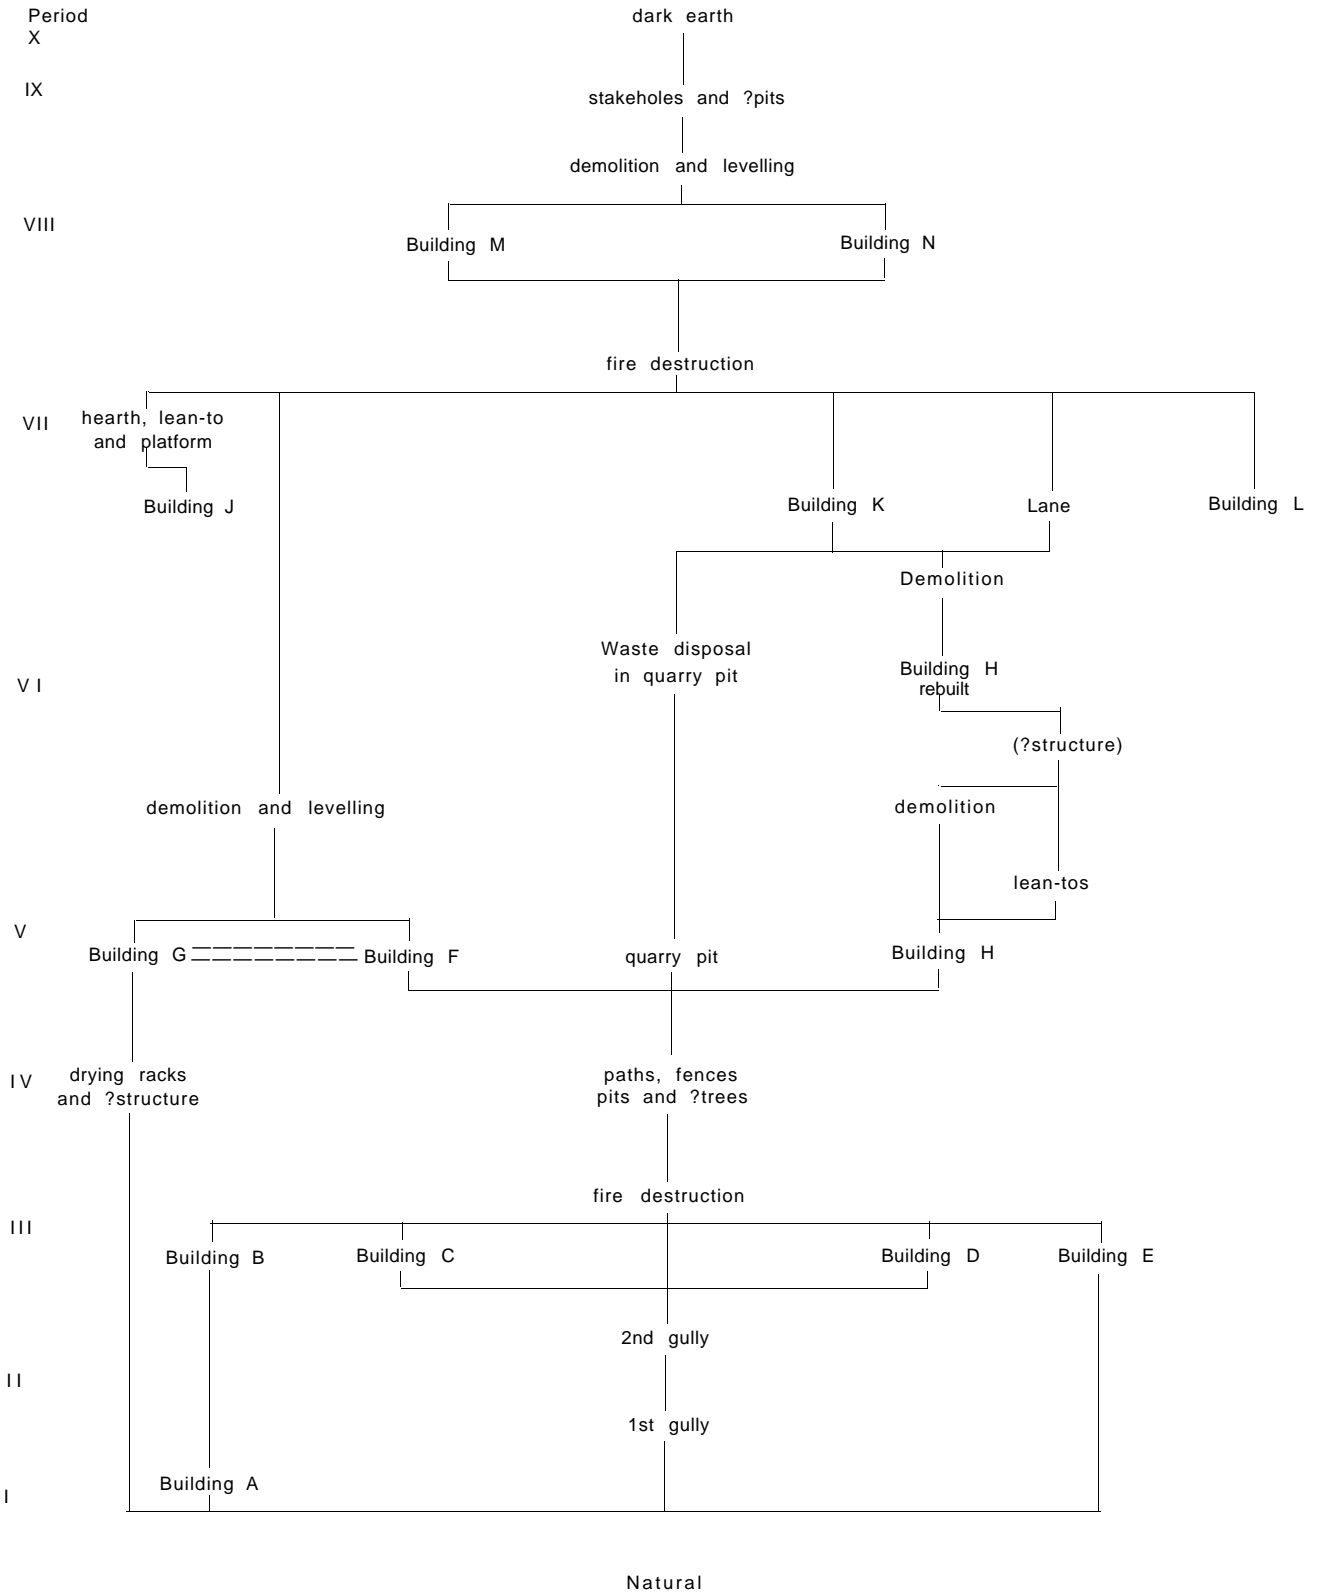 Period
X
dark earth
IX
stakeholes and ?pits
demolition and levelling
VIII
Building M
Building N
fire destruction
VII
hearth, lean-to
and platform
Building J
Building K
Lane
Building L
Demolition
Waste disposal
in quarry pit
VI
Building H
rebuilt
(?structure)
demolition and levelling
demolition
lean-tos
V
Building G
Building F
quarry pit
Building H
IV
drying racks
and ?structure
paths, fences
pits and ?trees
fire destruction
III
Building B
Building C
Building D
Building E
2nd gully
II
1st gully
Building A
I
Natural